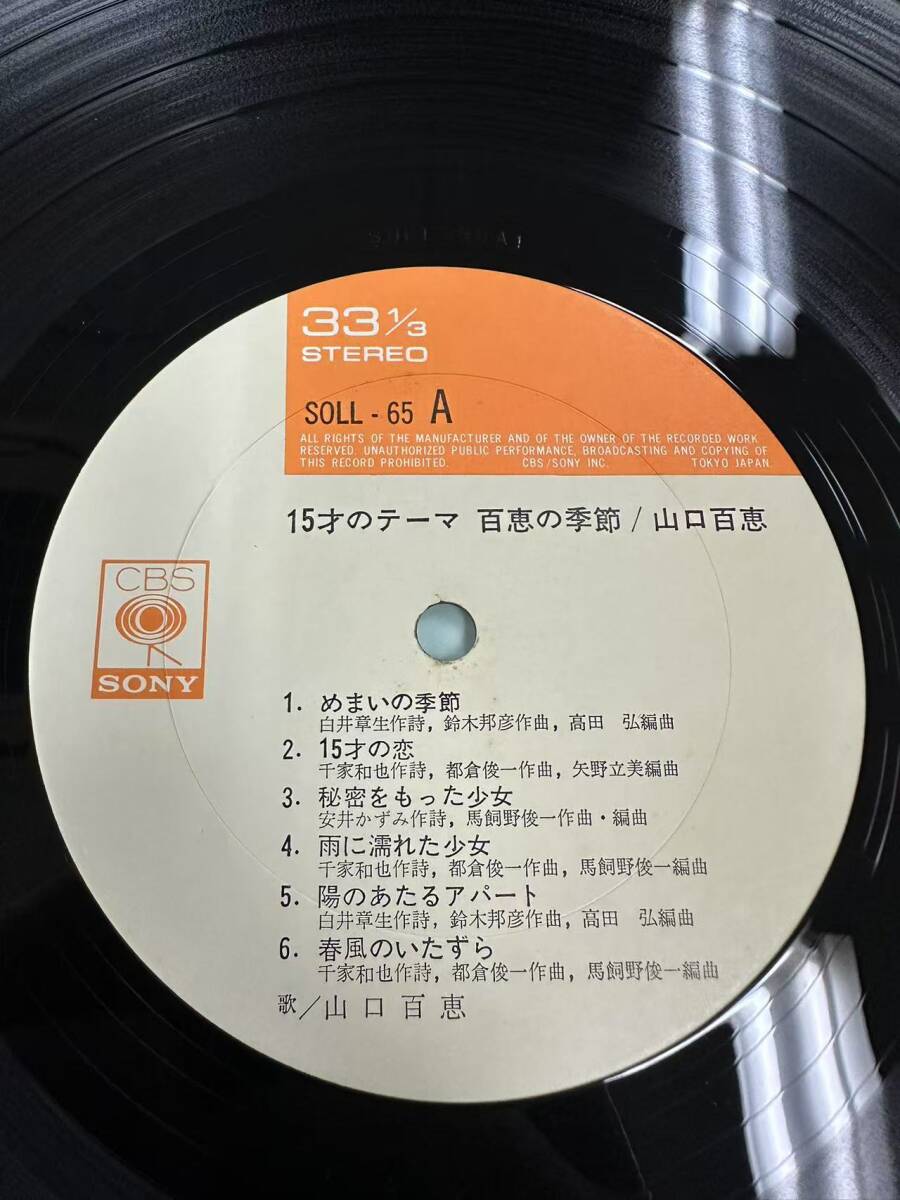 33 1/3
STEREO
SOLL - 65 A
ALL RIGHTS OF THE MANUFACTURER AND OF THE OWNER OF THE RECORDED WORK
RESERVED. UNAUTHORIZED PUBLIC PERFORMANCE, BROADCASTING AND COPYING OF
THIS RECORD PROHIBITED. CBS/SONY INC. TOKYO JAPAN.
15才のテーマ 百恵の季節/山口百恵
CBS
SONY
1. めまいの季節
白井章生作詩, 鈴木邦彦作曲, 高田 弘編曲
2. 15才の恋
千家和也作詩, 都倉俊一作曲, 矢野立美編曲
3. 秘密をもった少女
安井かずみ作詩, 馬飼野俊一作曲・編曲
4. 雨に濡れた少女
千家和也作詩, 都倉俊一作曲, 馬飼野俊一編曲
5. 陽のあたるアパート
白井章生作詩, 鈴木邦彦作曲, 高田 弘編曲
6. 春風のいたずら
千家和也作詩, 都倉俊一作曲, 馬飼野俊一編曲
歌/山口百恵